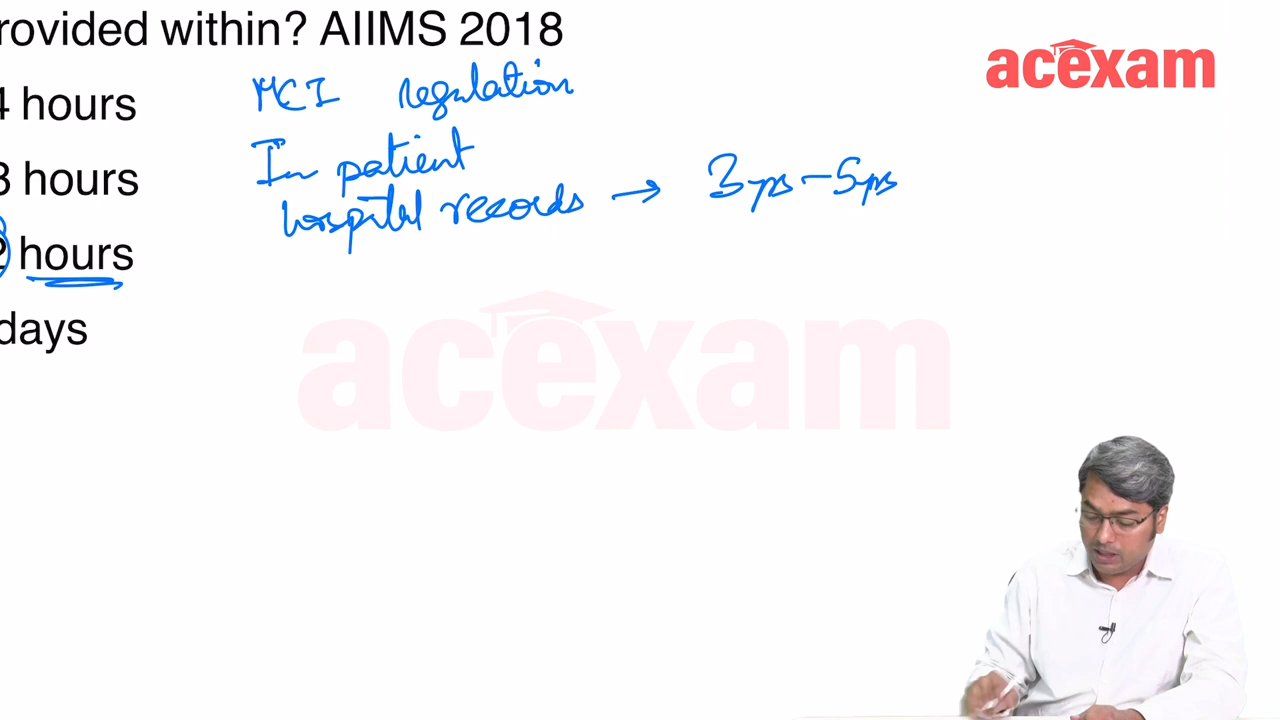 rovided within? AIIMS 2018
acexam
4 hours
MCI regulation
In patient
8 hours
hospital records → 3yrs-5yrs
2 hours
days
acexam